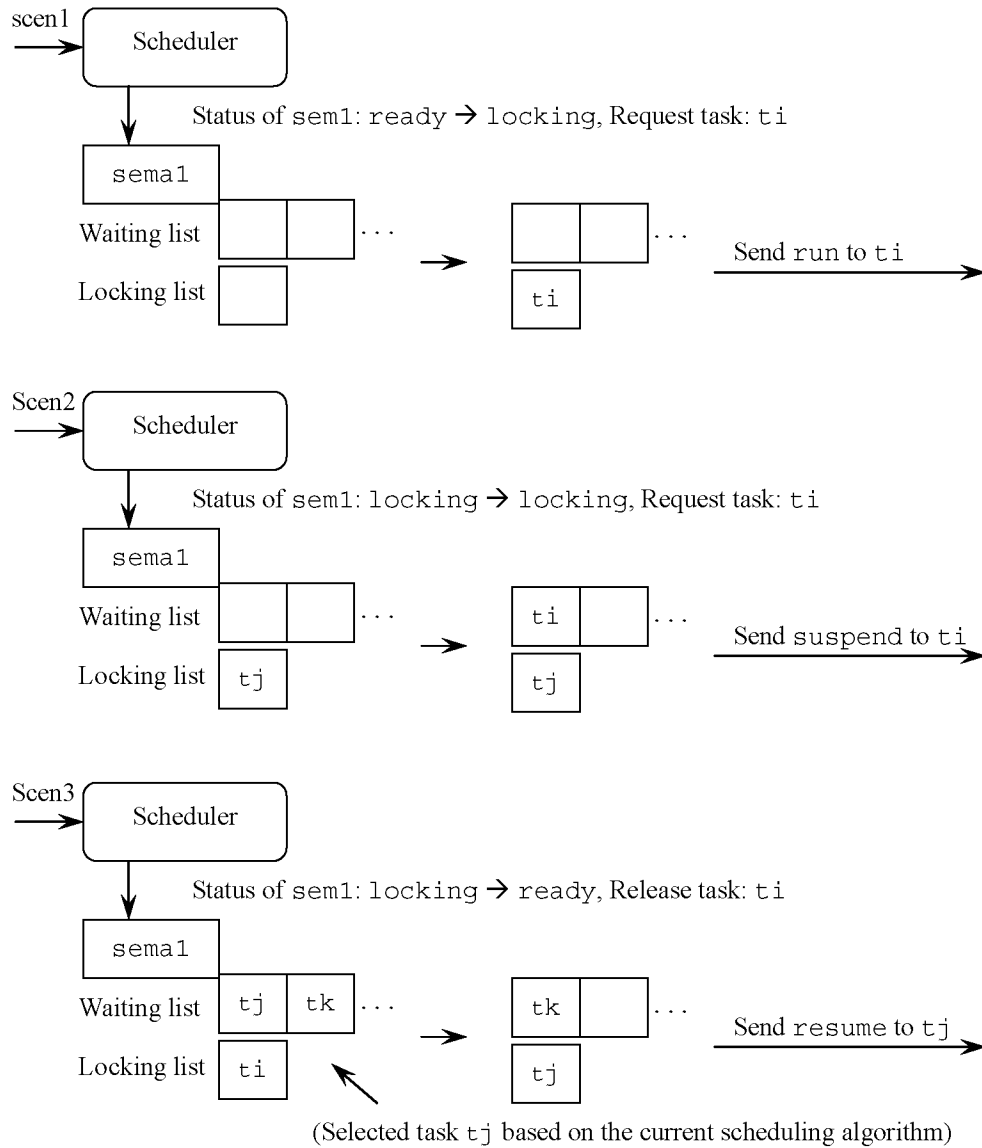 scen1
Scheduler
Status of sem1: ready → locking, Request task: ti
sema1
Waiting list
...
...
Send run to ti
Locking list
ti
Scen2
Scheduler
Status of sem1: locking → locking, Request task: ti
sema1
Waiting list
...
ti
...
Send suspend to ti
Locking list
tj
tj
Scen3
Scheduler
Status of sem1: locking → ready, Release task: ti
sema1
Waiting list
tj
tk
...
tk
...
Send resume to tj
Locking list
ti
tj
(Selected task tj based on the current scheduling algorithm)